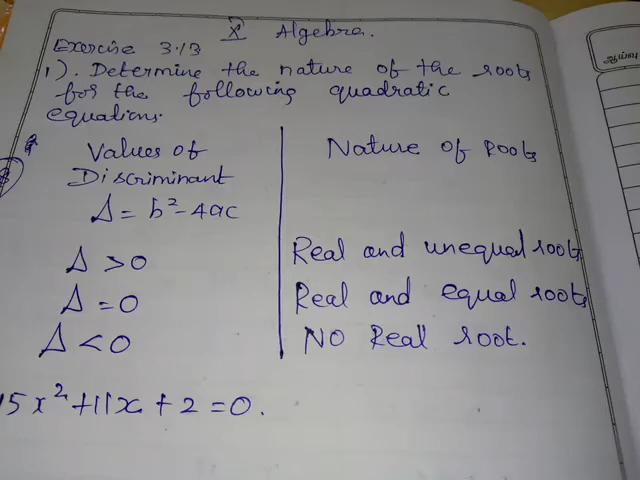 X Algebra.
Exercise 3.13
1). Determine the nature of the roots
for the following quadratic
equations.
Values of Nature of Roots
Discriminant
Δ = b² - 4ac
Δ > 0 Real and unequal roots
Δ = 0 Real and equal roots
Δ < 0 NO Real root.
15x² + 11x + 2 = 0.
ஆய்வு